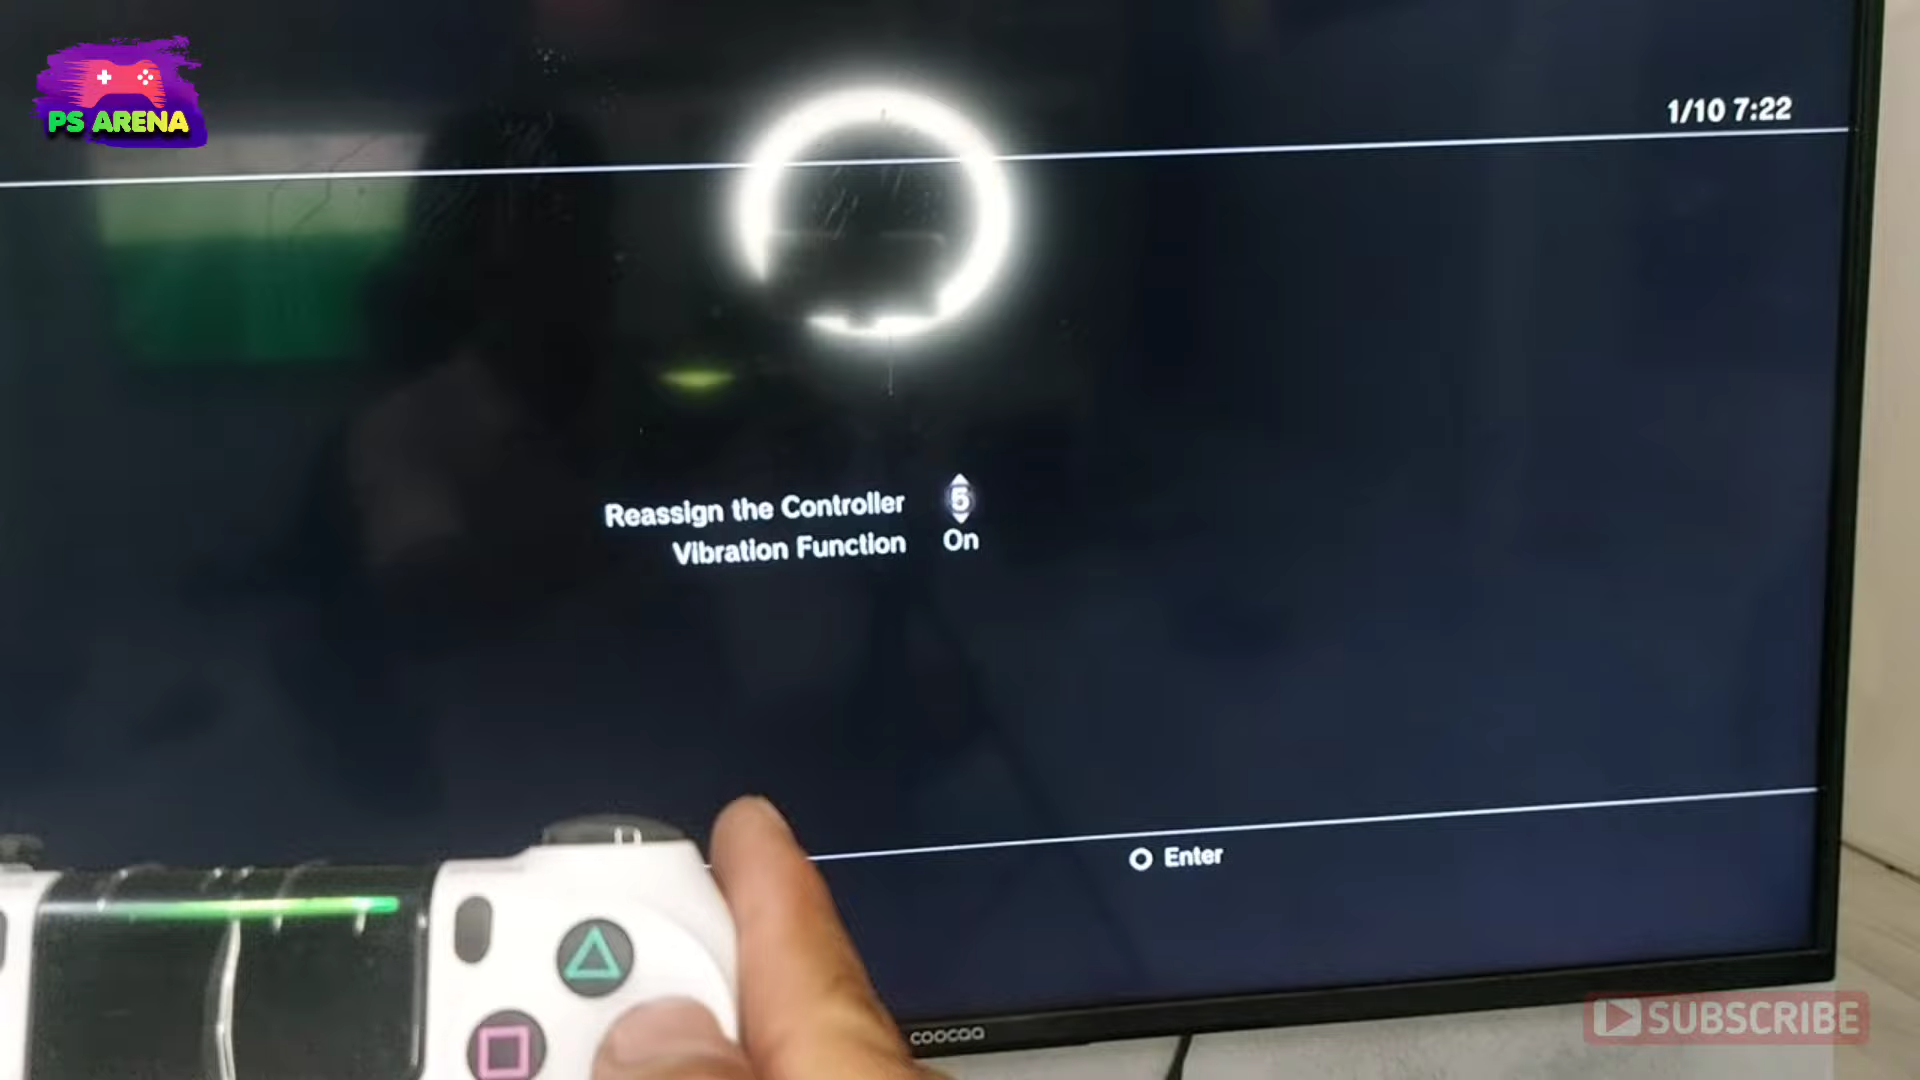 PS ARENA
1/10 7:22
Reassign the Controller 5
Vibration Function On
Enter
coocaa
SUBSCRIBE